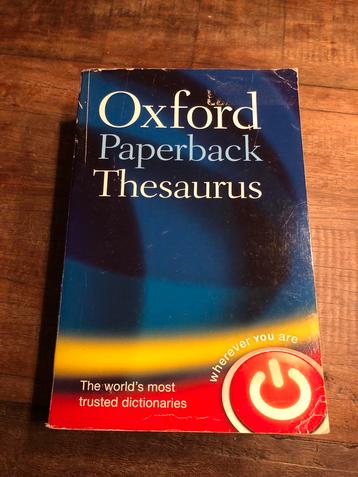 Oxford
Paperback
Thesaurus
wherever YOU are
The world's most
trusted dictionaries